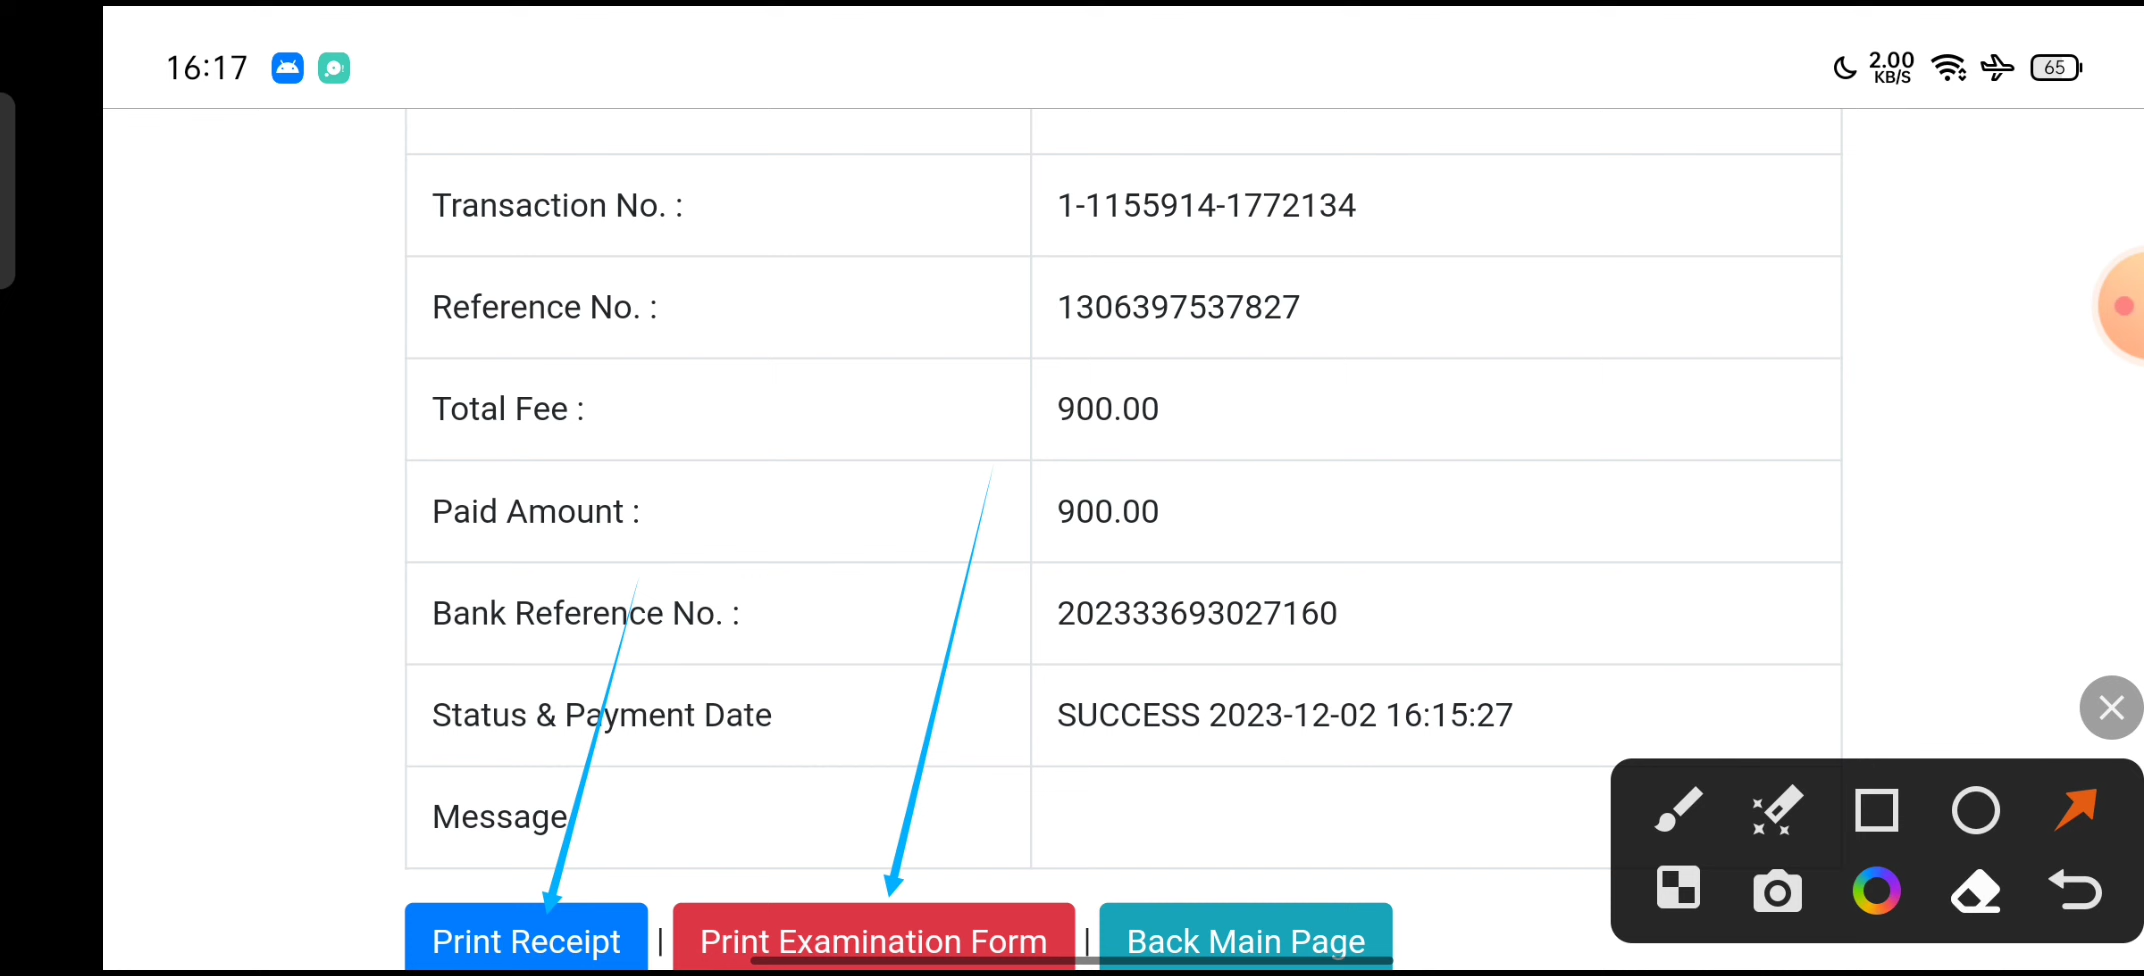 16:17 2.00 KB/S 65
Transaction No. : 1-1155914-1772134
Reference No. : 1306397537827
Total Fee : 900.00
Paid Amount : 900.00
Bank Reference No. : 202333693027160
Status & Payment Date SUCCESS 2023-12-02 16:15:27
Message
Print Receipt | Print Examination Form | Back Main Page